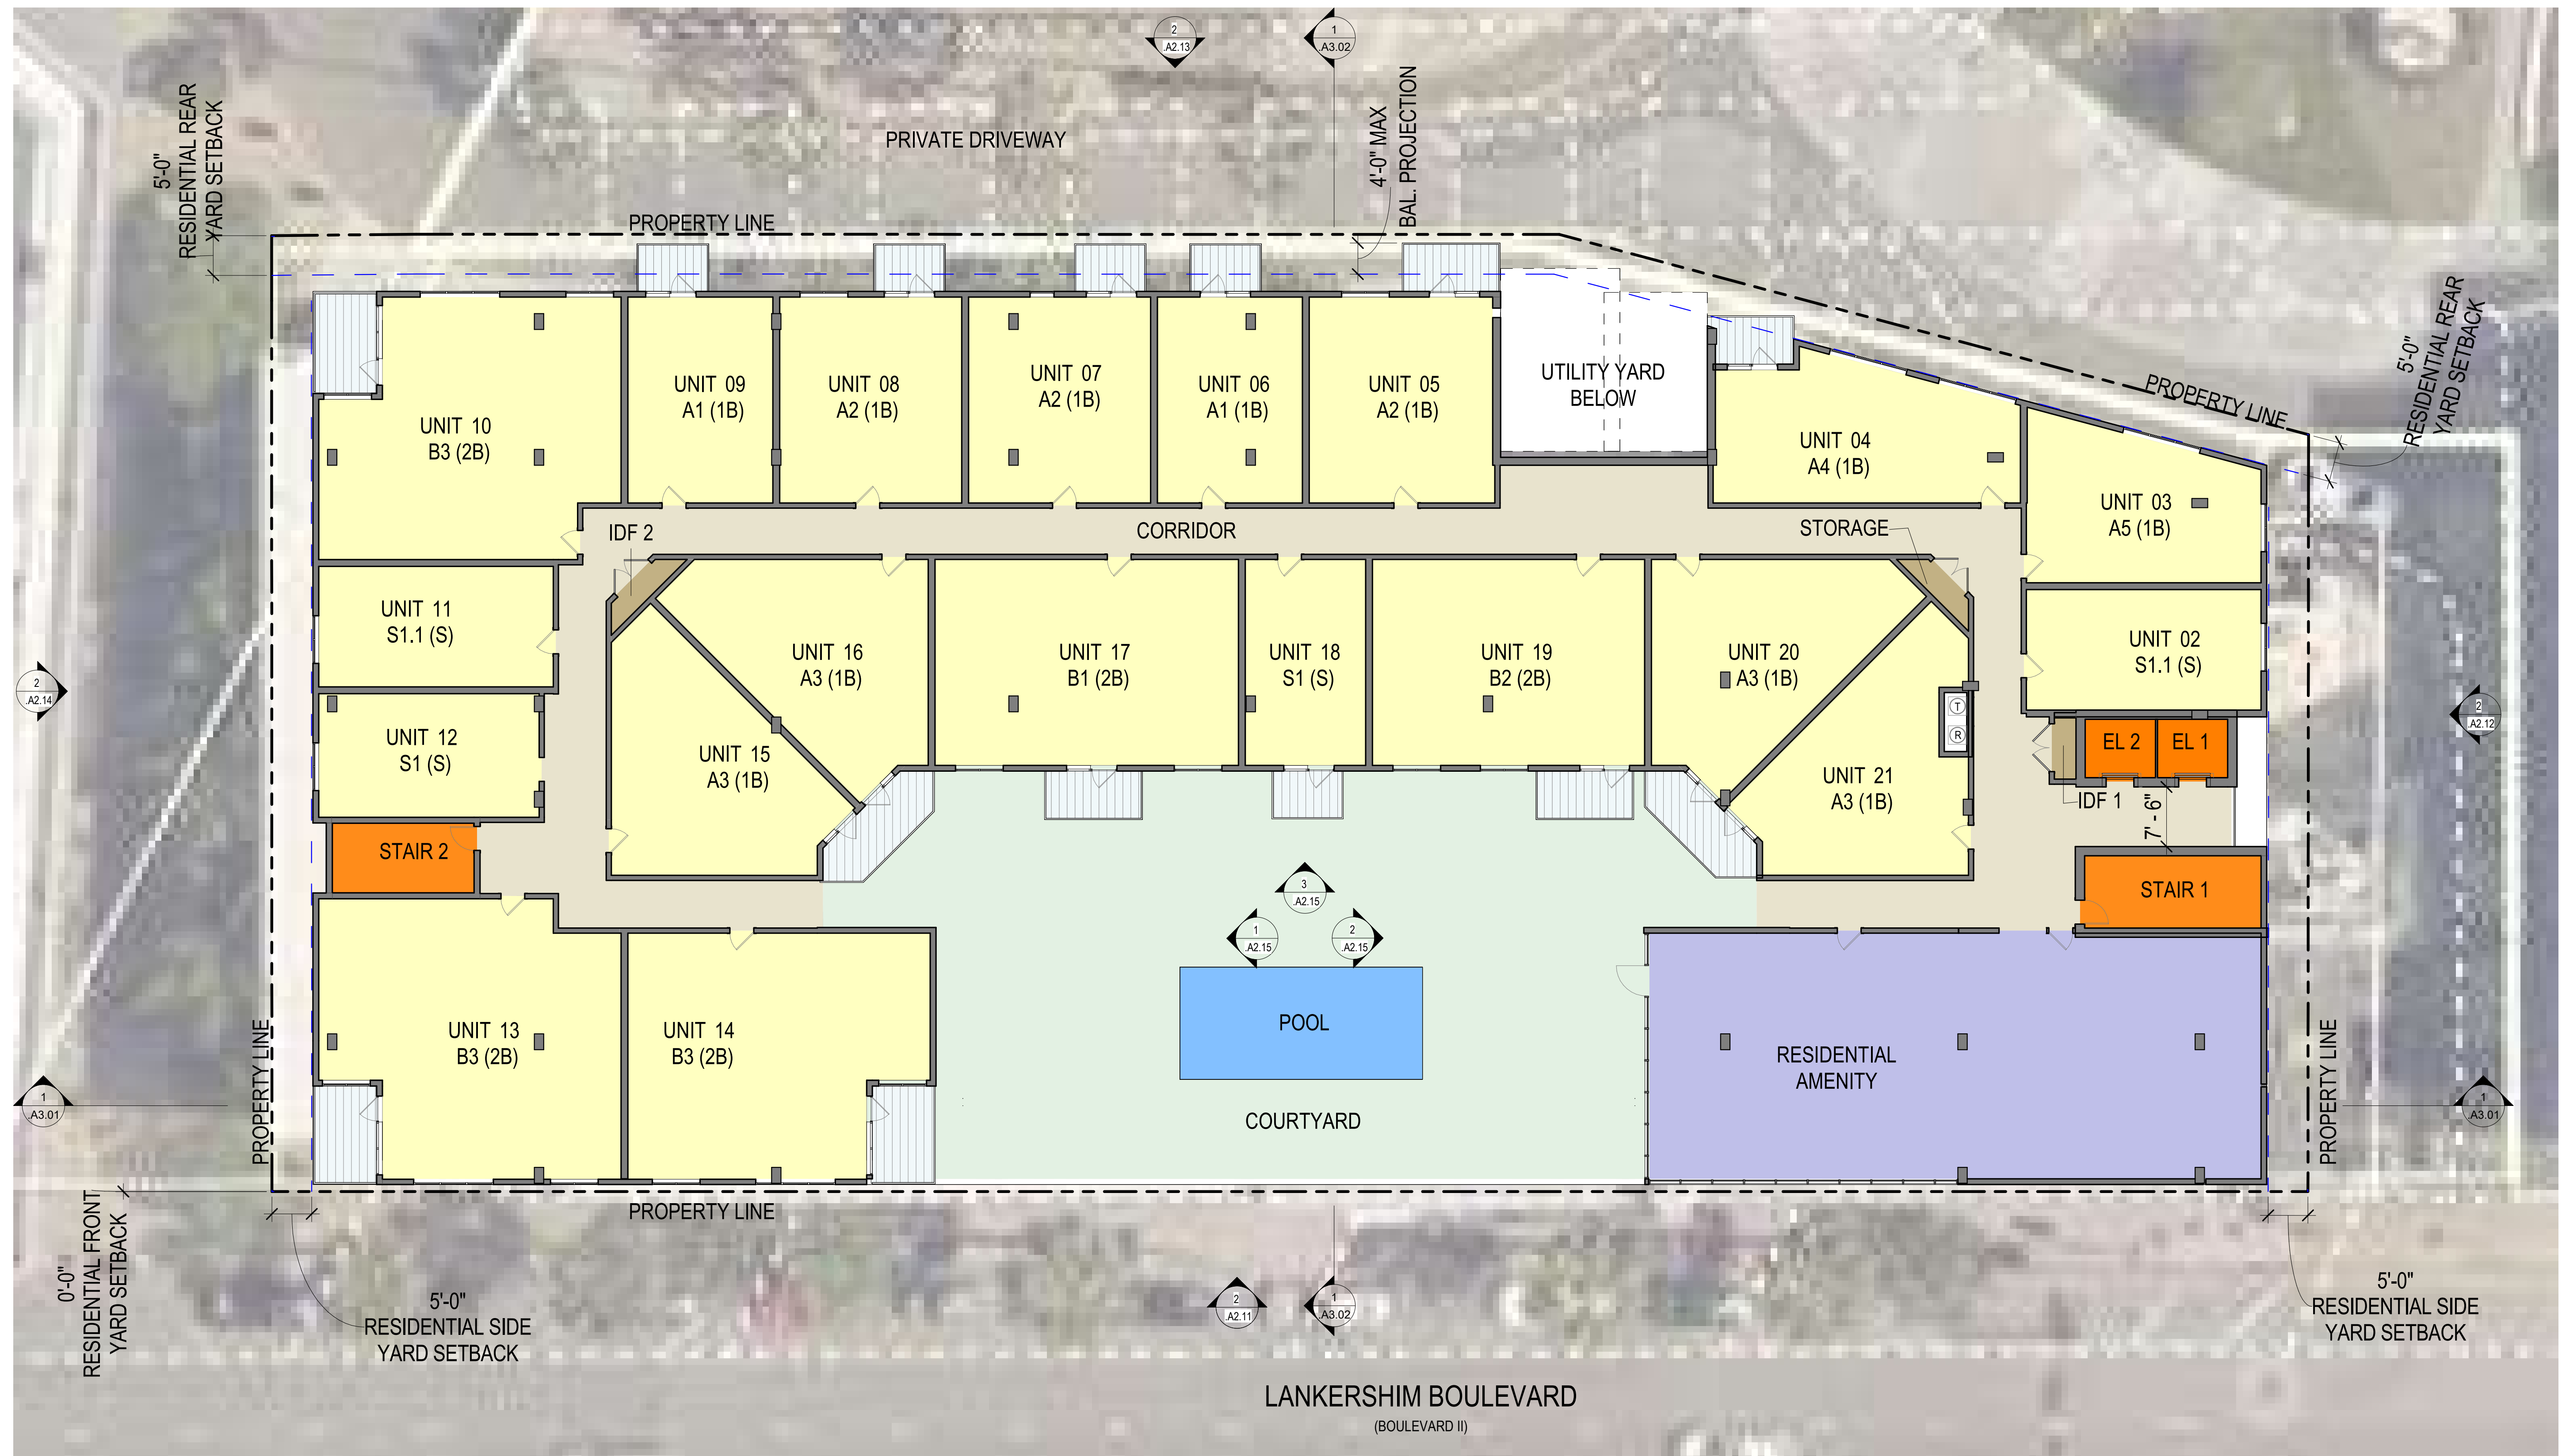 2
.A2.13
1
.A3.02
5'-0"
RESIDENTIAL REAR
YARD SETBACK
PRIVATE DRIVEWAY
4'-0" MAX
BAL. PROJECTION
PROPERTY LINE
5'-0"
RESIDENTIAL REAR
YARD SETBACK
PROPERTY LINE
UNIT 10
B3 (2B)
UNIT 09
A1 (1B)
UNIT 08
A2 (1B)
UNIT 07
A2 (1B)
UNIT 06
A1 (1B)
UNIT 05
A2 (1B)
UTILITY YARD
BELOW
UNIT 04
A4 (1B)
UNIT 03
A5 (1B)
IDF 2
CORRIDOR
STORAGE
UNIT 11
S1.1 (S)
UNIT 16
A3 (1B)
UNIT 17
B1 (2B)
UNIT 18
S1 (S)
UNIT 19
B2 (2B)
UNIT 20
A3 (1B)
UNIT 02
S1.1 (S)
2
.A2.14
T
R
2
.A2.12
UNIT 12
S1 (S)
UNIT 15
A3 (1B)
UNIT 21
A3 (1B)
EL 2
EL 1
IDF 1
7' - 6"
STAIR 2
STAIR 1
3
.A2.15
1
.A2.15
2
.A2.15
UNIT 13
B3 (2B)
UNIT 14
B3 (2B)
POOL
RESIDENTIAL
AMENITY
COURTYARD
PROPERTY LINE
PROPERTY LINE
1
.A3.01
1
.A3.01
PROPERTY LINE
0'-0"
RESIDENTIAL FRONT
YARD SETBACK
5'-0"
RESIDENTIAL SIDE
YARD SETBACK
2
.A2.11
1
.A3.02
5'-0"
RESIDENTIAL SIDE
YARD SETBACK
LANKERSHIM BOULEVARD
(BOULEVARD II)